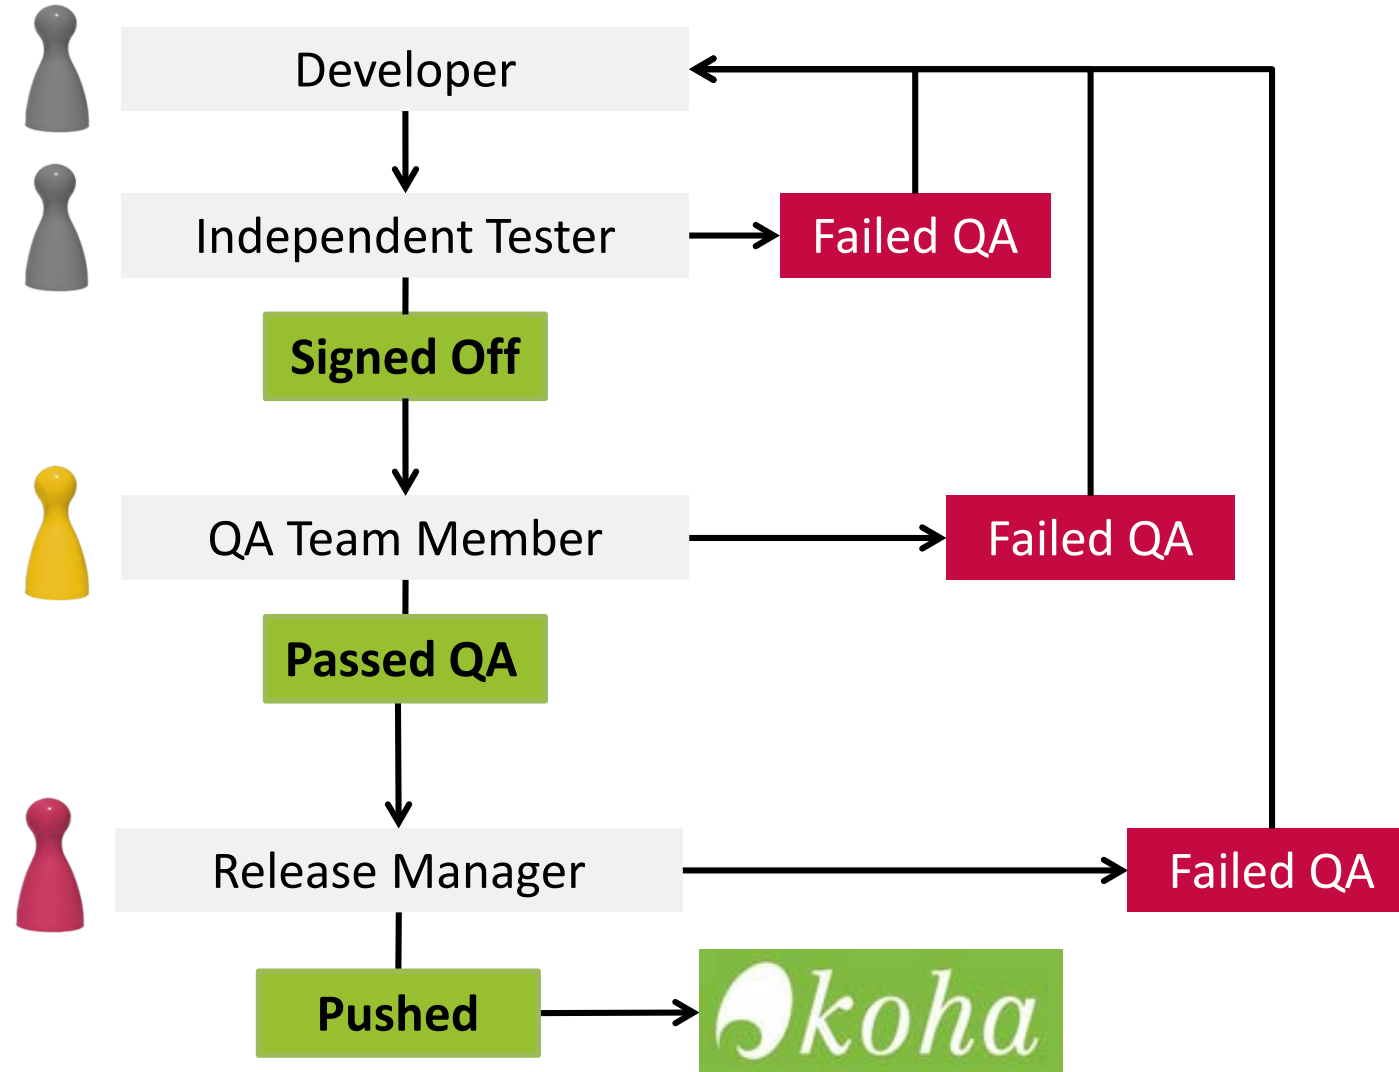 Developer
Independent Tester
Failed QA
Signed Off
QA Team Member
Failed QA
Passed QA
Release Manager
Failed QA
Pushed
koha